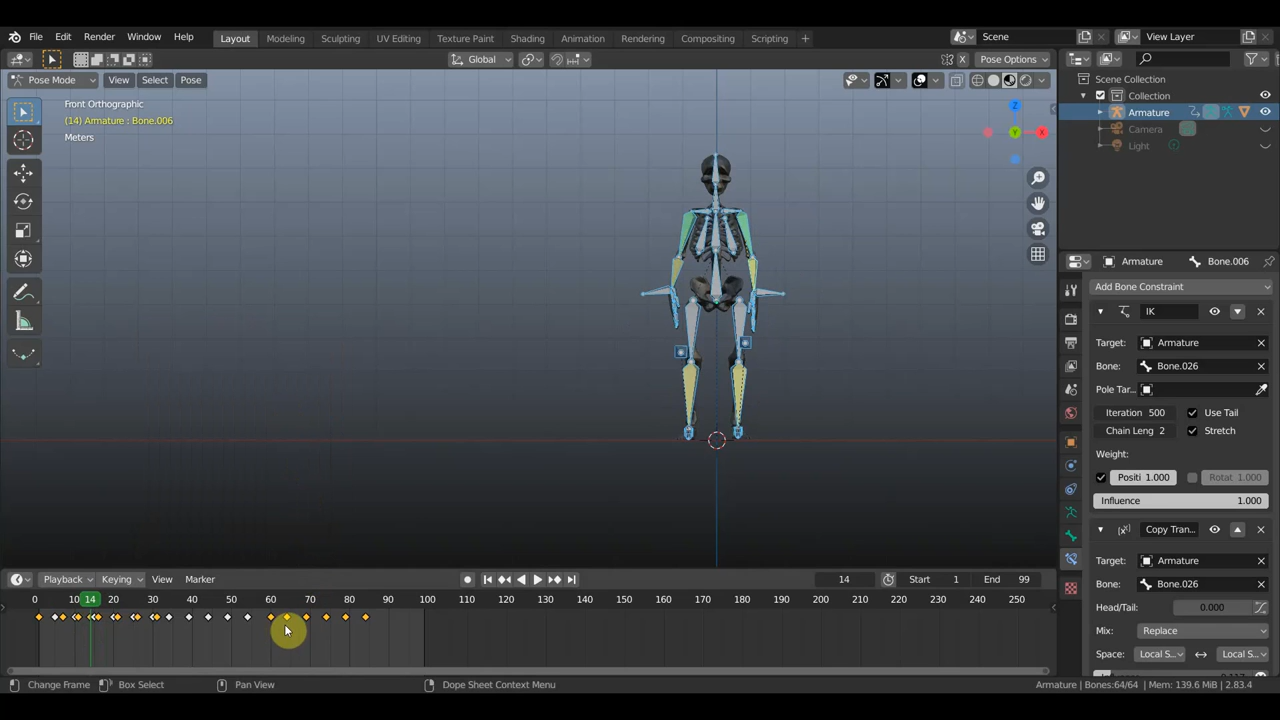 File Edit Render Window Help Layout Modeling Sculpting UV Editing Texture Paint Shading Animation Rendering Compositing Scripting + Scene View Layer
Global Pose Options
Pose Mode View Select Pose
Front Orthographic
(14) Armature : Bone.006
Meters
X
Scene Collection
Collection
Armature
Camera
Light
Armature Bone.006
Add Bone Constraint
IK
Target: Armature
Bone: Bone.026
Pole Tar...
Iteration 500 Use Tail
Chain Leng 2 Stretch
Weight:
Positi 1.000 Rotat 1.000
Influence 1.000
Copy Tran...
Target: Armature
Bone: Bone.026
Head/Tail: 0.000
Mix: Replace
Space: Local S... Local S...
Playback Keying View Marker 14 Start 1 End 99
0 10 14 20 30 40 50 60 70 80 90 100 110 120 130 140 150 160 170 180 190 200 210 220 230 240 250
Change Frame Box Select Pan View Dope Sheet Context Menu Armature | Bones:64/64 | Mem: 139.6 MiB | 2.83.4